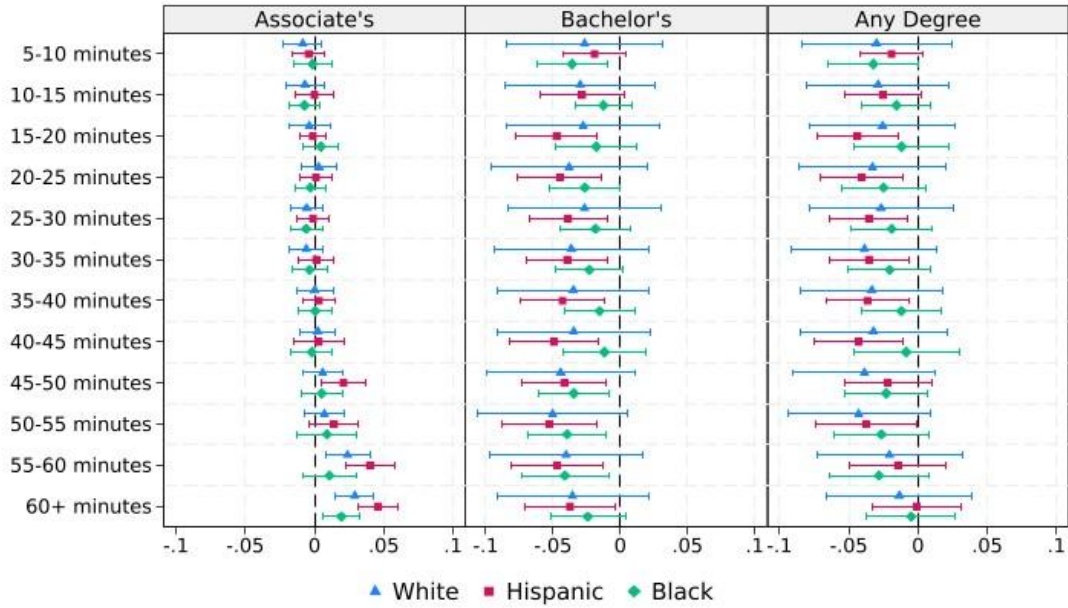 Associate's Bachelor's Any Degree
5-10 minutes
10-15 minutes
15-20 minutes
20-25 minutes
25-30 minutes
30-35 minutes
35-40 minutes
40-45 minutes
45-50 minutes
50-55 minutes
55-60 minutes
60+ minutes
-.1 -.05 0 .05 .1 -.1 -.05 0 .05 .1 -.1 -.05 0 .05 .1
White Hispanic Black